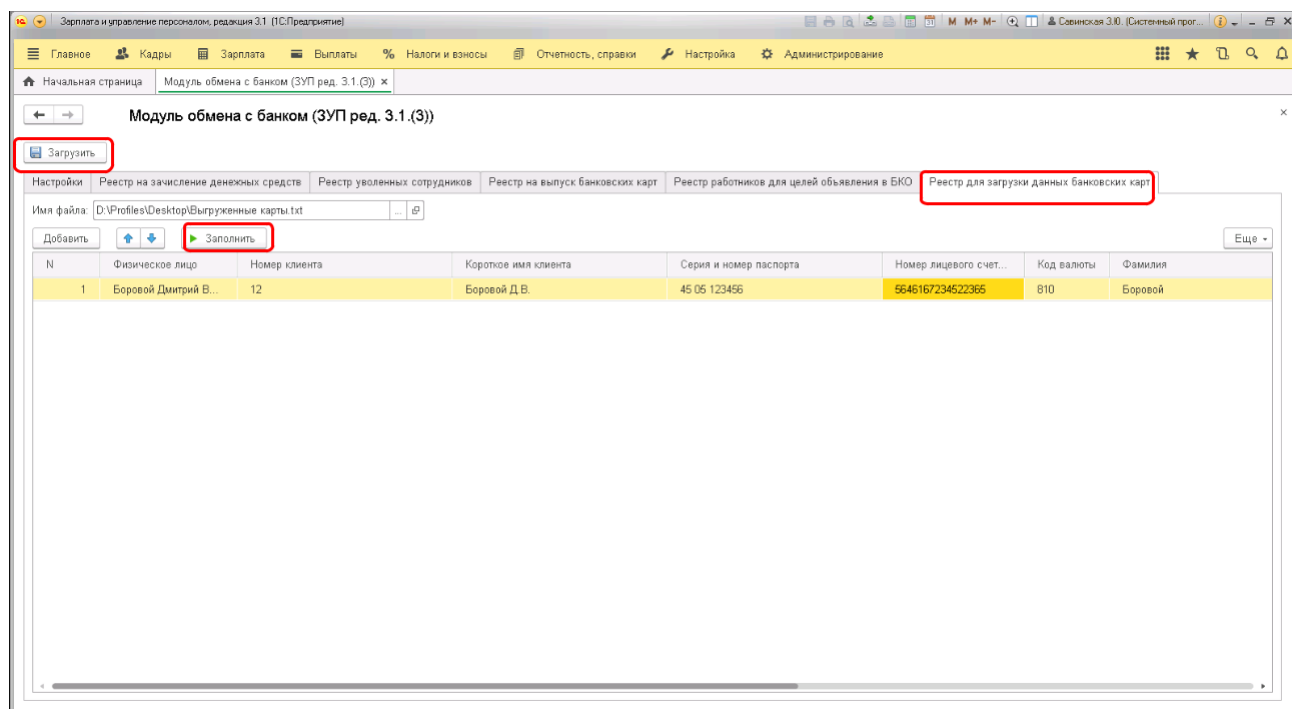 Зарплата и управление персоналом, редакция 3.1 (1С:Предприятие) M M+ M- Савинская З.Ю. (Системный прог...
Главное Кадры Зарплата Выплаты % Налоги и взносы Отчетность, справки Настройка Администрирование
Начальная страница Модуль обмена с банком (ЗУП ред. 3.1.(3)) ×
Модуль обмена с банком (ЗУП ред. 3.1.(3))
Загрузить
Настройки Реестр на зачисление денежных средств Реестр уволенных сотрудников Реестр на выпуск банковских карт Реестр работников для целей объявления в БКО Реестр для загрузки данных банковских карт
Имя файла: D:\Profiles\Desktop\Выгруженные карты.txt ...
Добавить Заполнить Еще
N Физическое лицо Номер клиента Короткое имя клиента Серия и номер паспорта Номер лицевого счет... Код валюты Фамилия
1 Боровой Дмитрий В... 12 Боровой Д.В. 45 05 123456 5646167234522365 810 Боровой